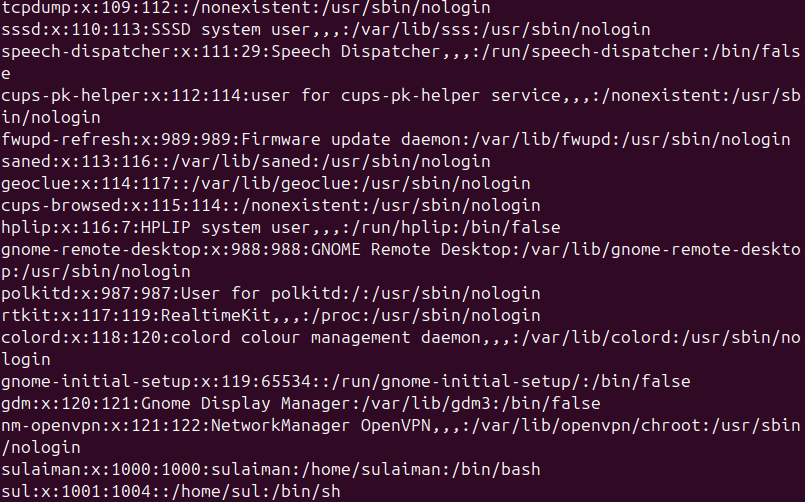 tcpdump:x:109:112::/nonexistent:/usr/sbin/nologin
sssd:x:110:113:SSSD system user,,,:/var/lib/sss:/usr/sbin/nologin
speech-dispatcher:x:111:29:Speech Dispatcher,,,:/run/speech-dispatcher:/bin/fals
e
cups-pk-helper:x:112:114:user for cups-pk-helper service,,,:/nonexistent:/usr/sb
in/nologin
fwupd-refresh:x:989:989:Firmware update daemon:/var/lib/fwupd:/usr/sbin/nologin
saned:x:113:116::/var/lib/saned:/usr/sbin/nologin
geoclue:x:114:117::/var/lib/geoclue:/usr/sbin/nologin
cups-browsed:x:115:114::/nonexistent:/usr/sbin/nologin
hplip:x:116:7:HPLIP system user,,,:/run/hplip:/bin/false
gnome-remote-desktop:x:988:988:GNOME Remote Desktop:/var/lib/gnome-remote-deskto
p:/usr/sbin/nologin
polkitd:x:987:987:User for polkitd:/:/usr/sbin/nologin
rtkit:x:117:119:RealtimeKit,,,:/proc:/usr/sbin/nologin
colord:x:118:120:colord colour management daemon,,,:/var/lib/colord:/usr/sbin/no
login
gnome-initial-setup:x:119:65534::/run/gnome-initial-setup/:/bin/false
gdm:x:120:121:Gnome Display Manager:/var/lib/gdm3:/bin/false
nm-openvpn:x:121:122:NetworkManager OpenVPN,,,:/var/lib/openvpn/chroot:/usr/sbin
/nologin
sulaiman:x:1000:1000:sulaiman:/home/sulaiman:/bin/bash
sul:x:1001:1004::/home/sul:/bin/sh